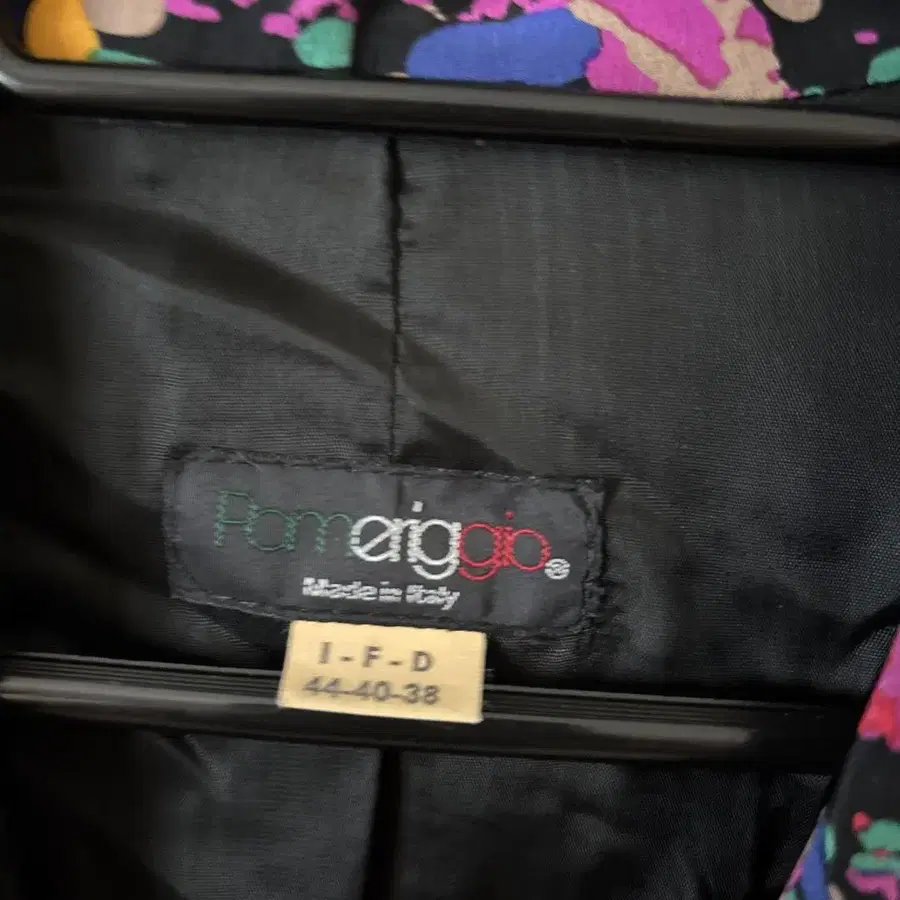 Pomeriggio®
Made in Italy
I - F - D
44-40-38